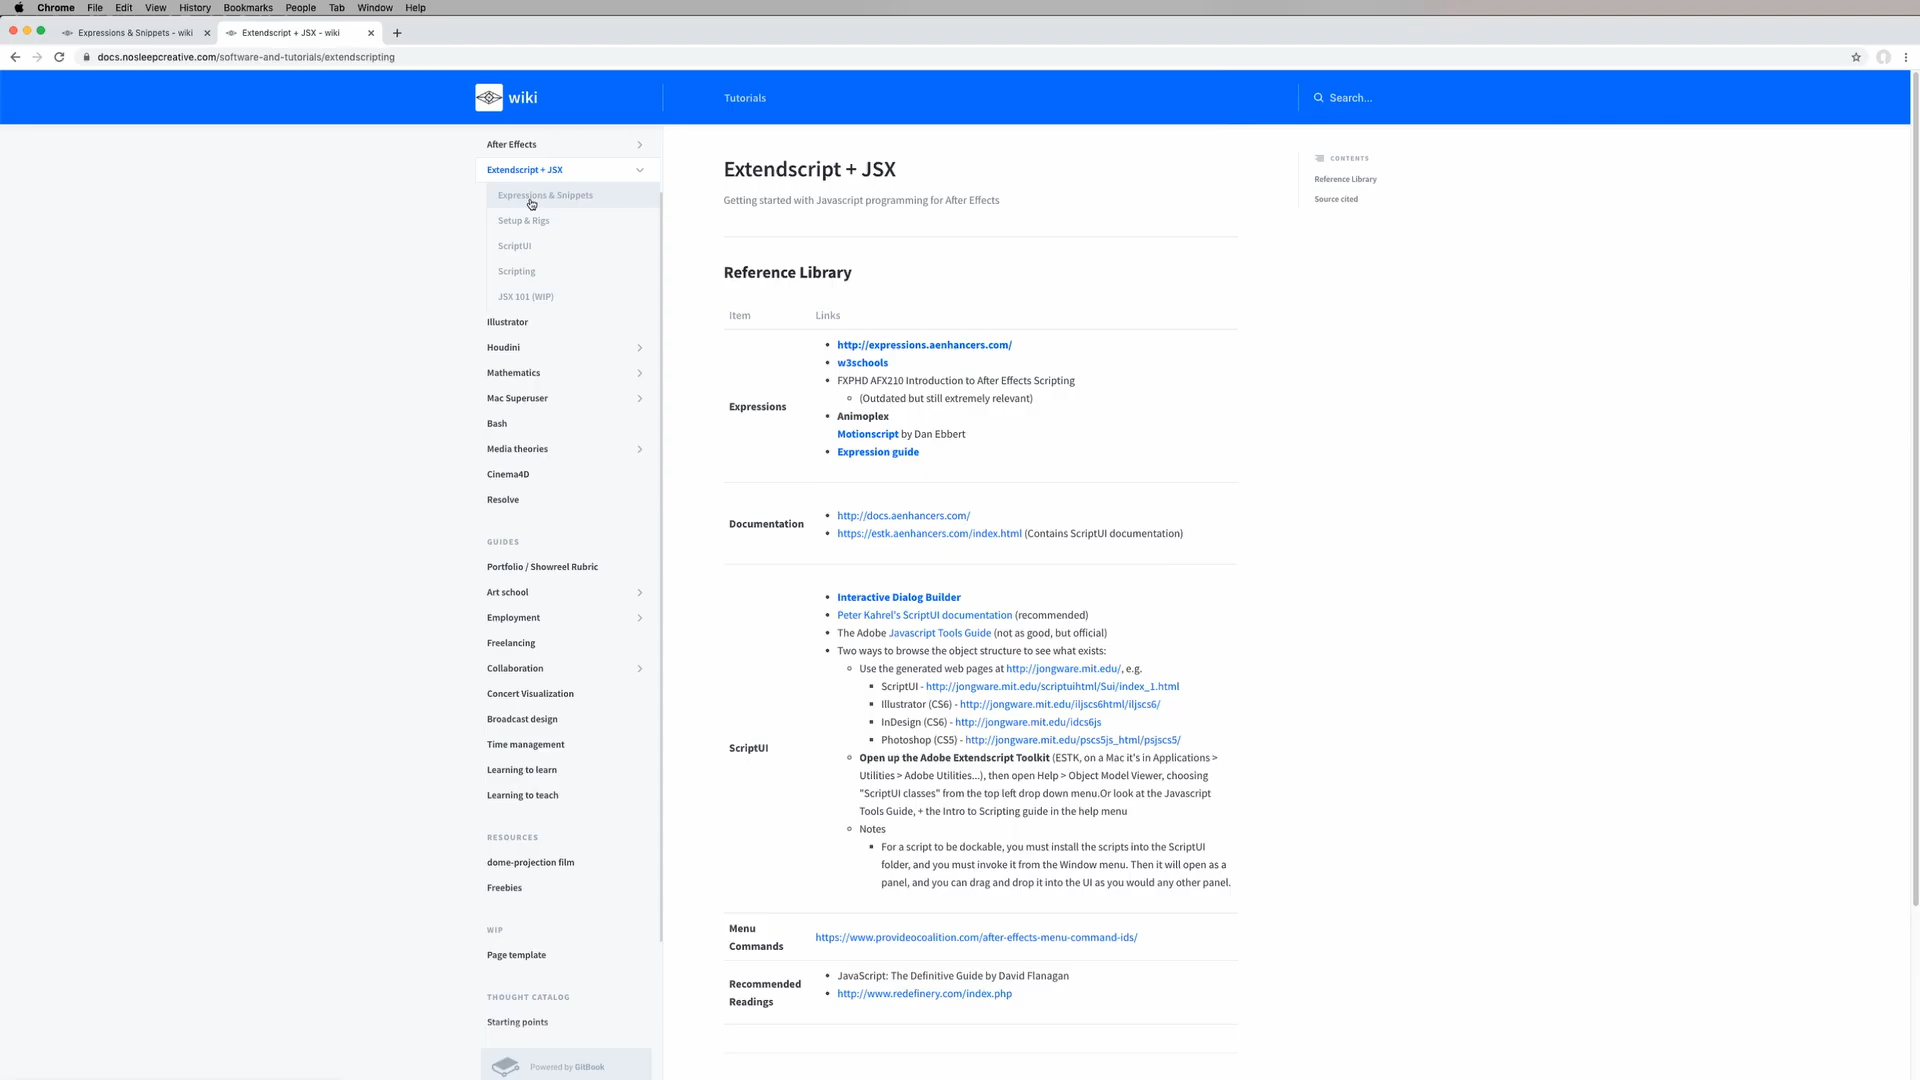 Chrome File Edit View History Bookmarks People Tab Window Help
Expressions & Snippets - wiki
Extendscript + JSX - wiki
docs.nosleepcreative.com/software-and-tutorials/extendscripting
wiki
Tutorials
Search...
After Effects
Extendscript + JSX
Expressions & Snippets
Setup & Rigs
ScriptUI
Scripting
JSX 101 (WIP)
Illustrator
Houdini
Mathematics
Mac Superuser
Bash
Media theories
Cinema4D
Resolve
GUIDES
Portfolio / Showreel Rubric
Art school
Employment
Freelancing
Collaboration
Concert Visualization
Broadcast design
Time management
Learning to learn
Learning to teach
RESOURCES
dome-projection film
Freebies
WIP
Page template
THOUGHT CATALOG
Starting points
Powered by GitBook
Extendscript + JSX
Getting started with Javascript programming for After Effects
Reference Library
Item Links
Expressions
http://expressions.aenhancers.com/
w3schools
FXPHD AFX210 Introduction to After Effects Scripting
(Outdated but still extremely relevant)
Animoplex
Motionscript by Dan Ebbert
Expression guide
Documentation
http://docs.aenhancers.com/
https://estk.aenhancers.com/index.html (Contains ScriptUI documentation)
ScriptUI
Interactive Dialog Builder
Peter Kahrel's ScriptUI documentation (recommended)
The Adobe Javascript Tools Guide (not as good, but official)
Two ways to browse the object structure to see what exists:
Use the generated web pages at http://jongware.mit.edu/, e.g.
ScriptUI - http://jongware.mit.edu/scriptuihtml/Sui/index_1.html
Illustrator (CS6) - http://jongware.mit.edu/iljscs6html/iljscs6/
InDesign (CS6) - http://jongware.mit.edu/idcs6js
Photoshop (CS5) - http://jongware.mit.edu/pscs5js_html/psjscs5/
Open up the Adobe Extendscript Toolkit (ESTK, on a Mac it's in Applications >
Utilities > Adobe Utilities...), then open Help > Object Model Viewer, choosing
"ScriptUI classes" from the top left drop down menu.Or look at the Javascript
Tools Guide, + the Intro to Scripting guide in the help menu
Notes
For a script to be dockable, you must install the scripts into the ScriptUI
folder, and you must invoke it from the Window menu. Then it will open as a
panel, and you can drag and drop it into the UI as you would any other panel.
Menu
Commands
https://www.provideocoalition.com/after-effects-menu-command-ids/
Recommended
Readings
JavaScript: The Definitive Guide by David Flanagan
http://www.redefinery.com/index.php
CONTENTS
Reference Library
Source cited